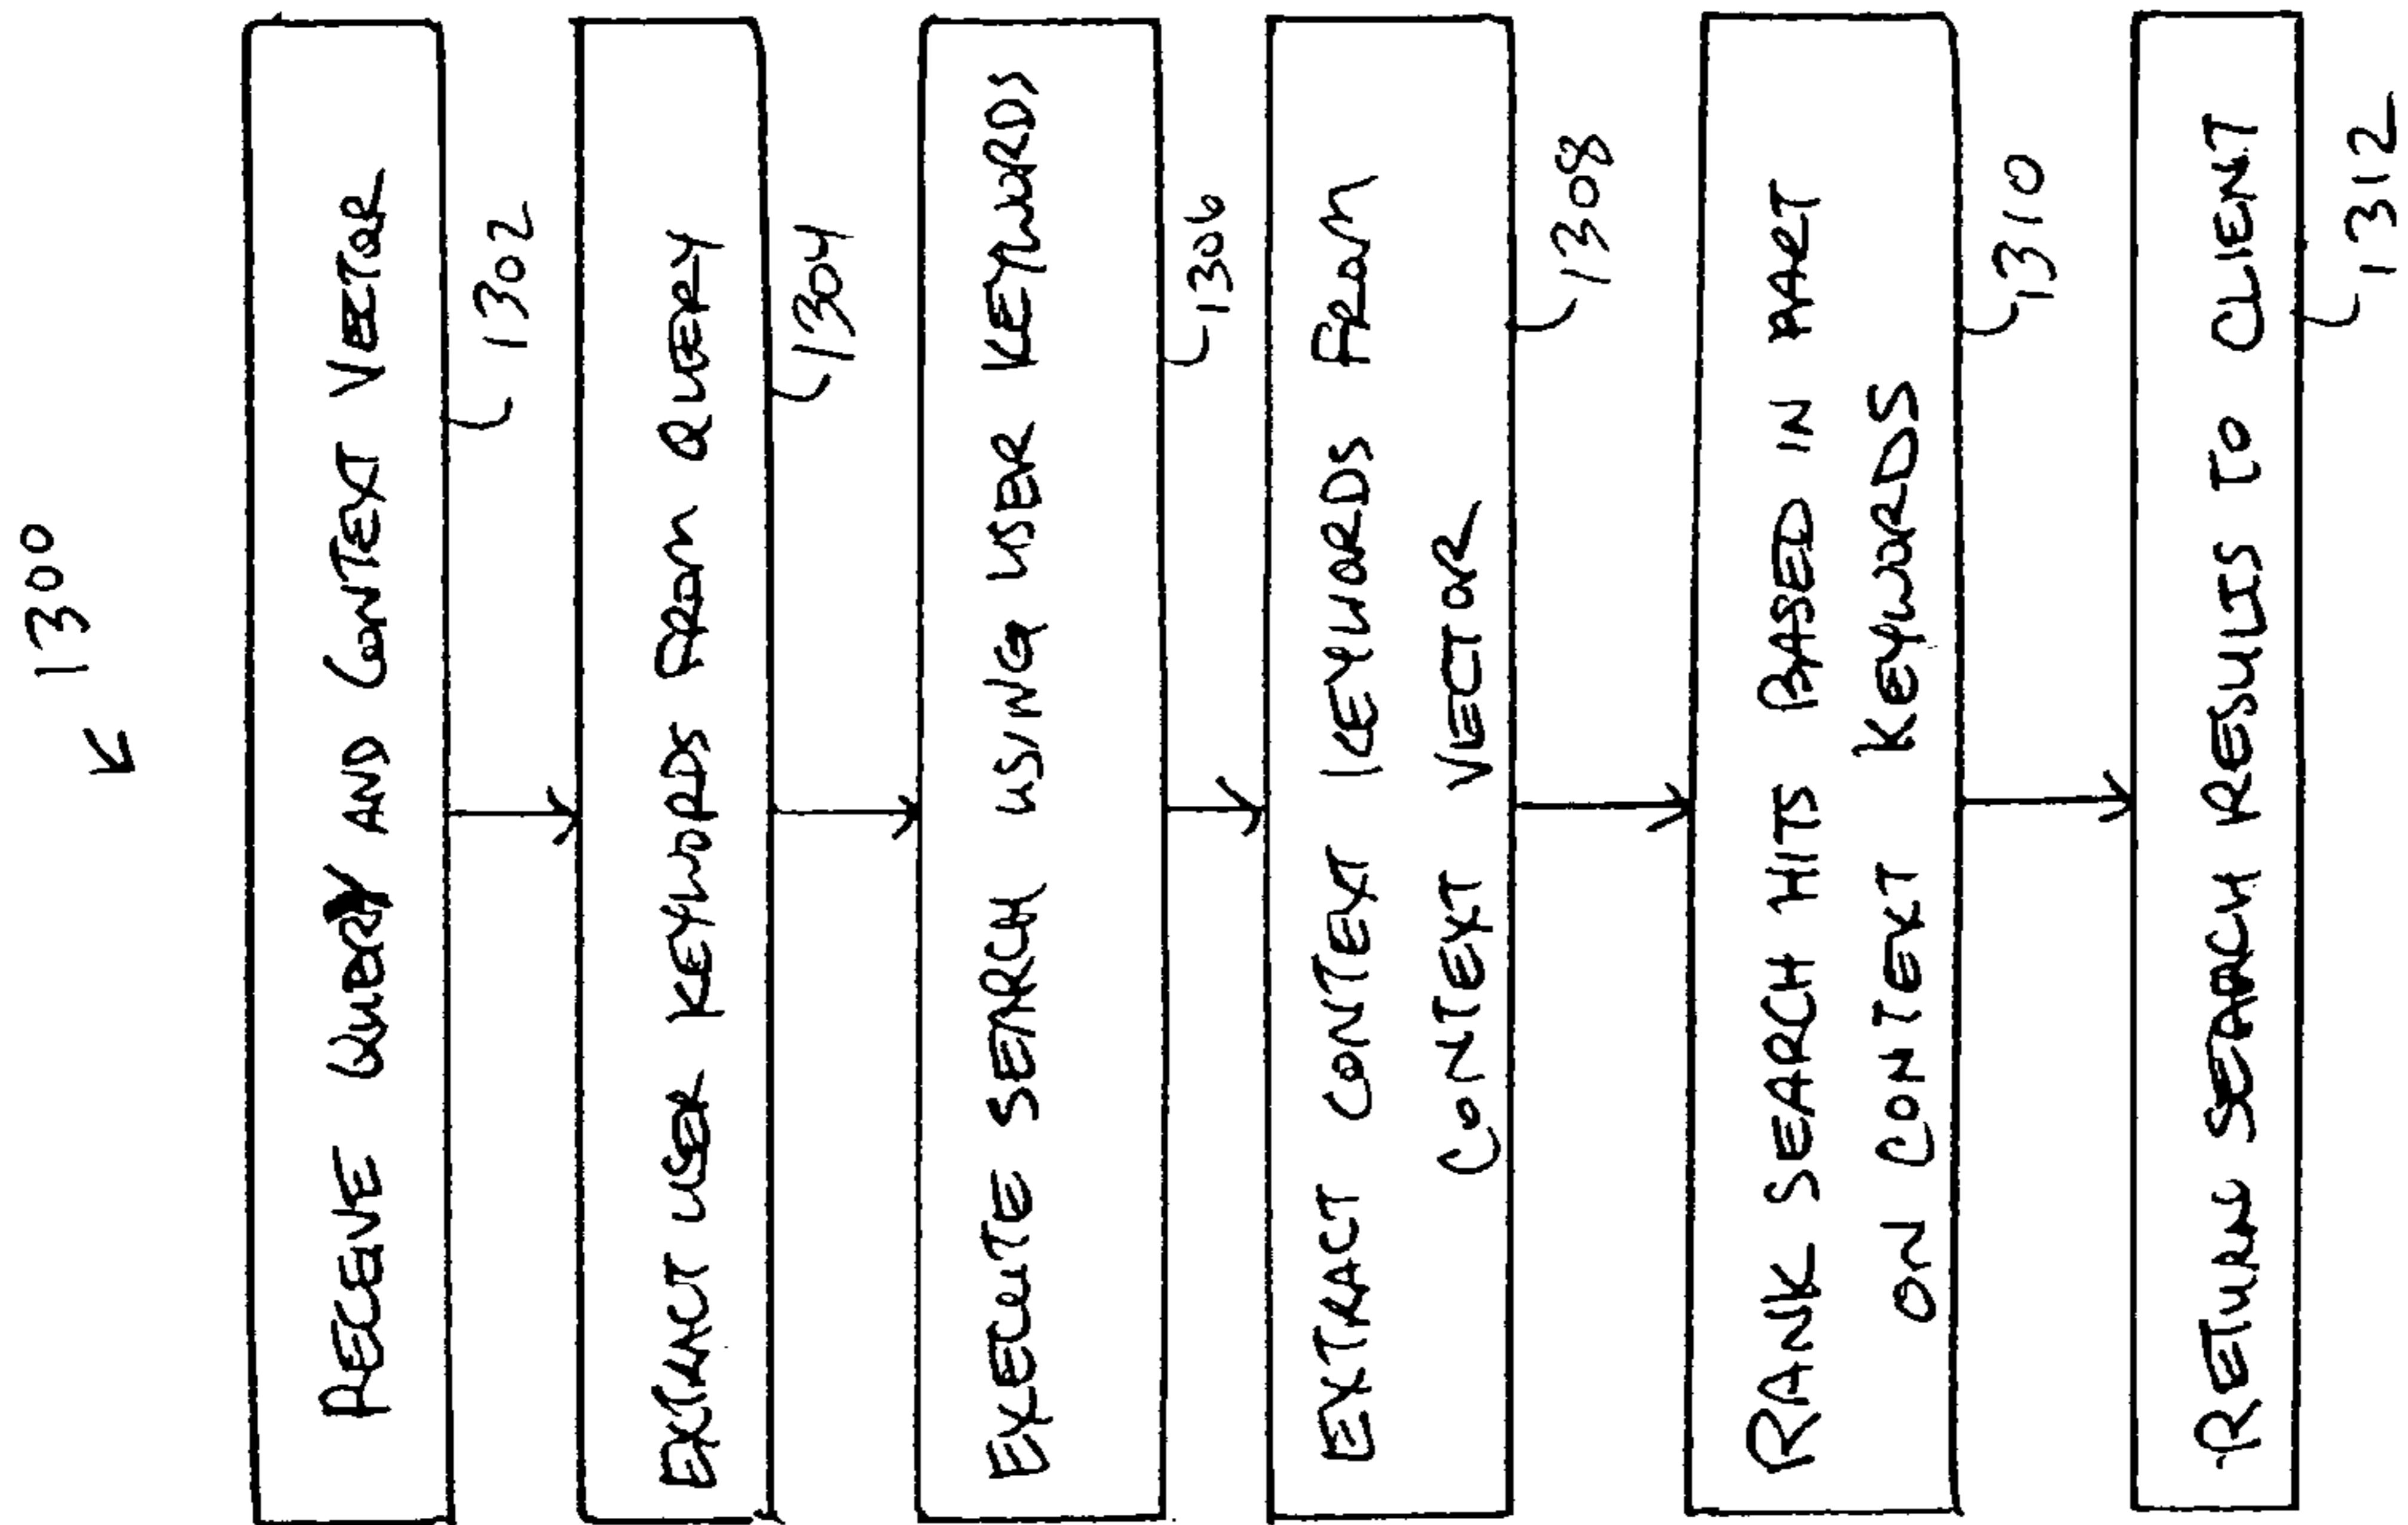 1300
RECEIVE QUERY AND CONTEXT VECTOR
1302
EXTRACT USER KEYWORDS FROM QUERY
1304
EXECUTE SEARCH USING USER KEYWORDS
1306
EXTRACT CONTEXT KEYWORDS FROM
CONTEXT VECTOR
1308
RANK SEARCH HITS BASED IN PART
ON CONTEXT KEYWORDS
1310
RETURN SEARCH RESULTS TO CLIENT
1312